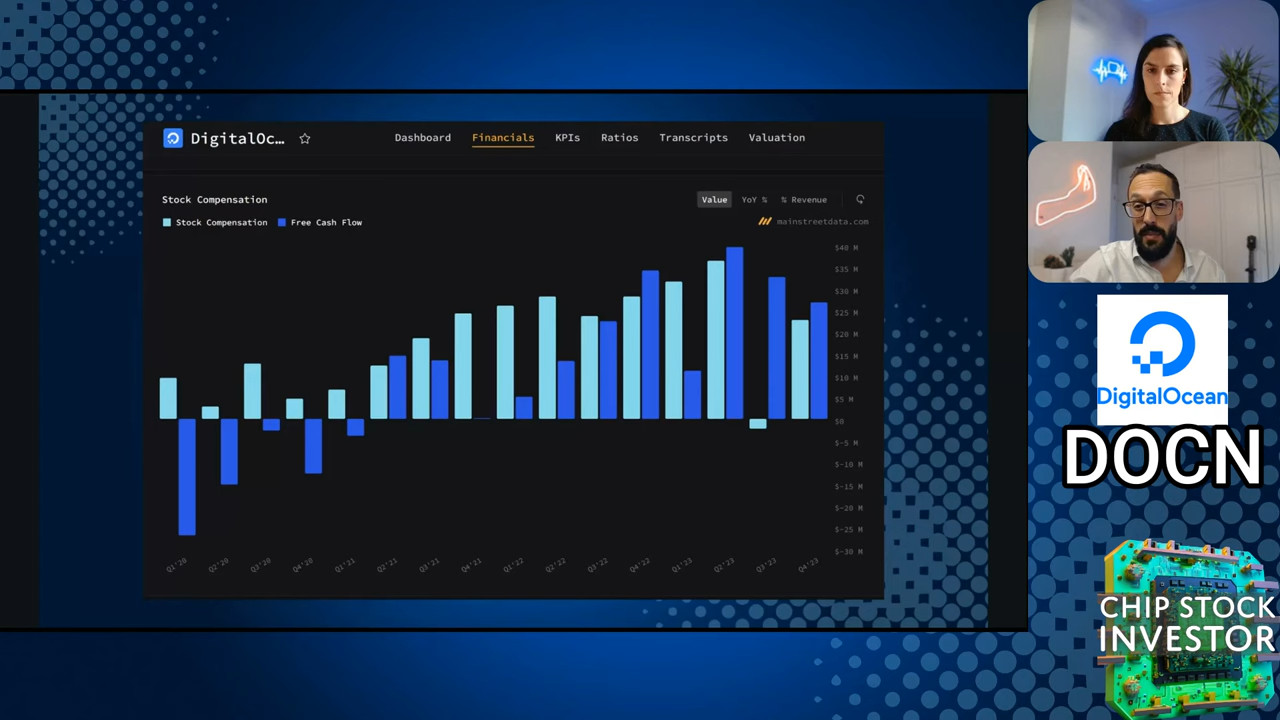 DigitalOc…
Dashboard
Financials
KPIs
Ratios
Transcripts
Valuation
Stock Compensation
Value
YoY %
% Revenue
Stock Compensation
Free Cash Flow
mainstreetdata.com
$40 M
$35 M
$30 M
$25 M
$20 M
$15 M
$10 M
$5 M
$0
$-5 M
$-10 M
$-15 M
$-20 M
$-25 M
$-30 M
Q1'20
Q2'20
Q3'20
Q4'20
Q1'21
Q2'21
Q3'21
Q4'21
Q1'22
Q2'22
Q3'22
Q4'22
Q1'23
Q2'23
Q3'23
Q4'23
DigitalOcean
DOCN
CHIP STOCK
INVESTOR